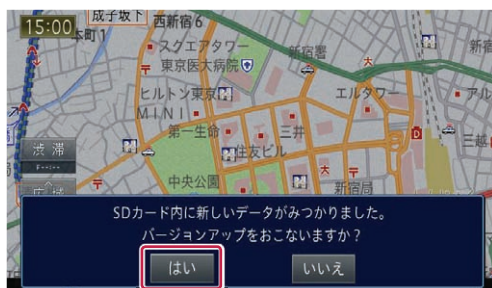 15:00
成子坂下
西新宿6
本町1
スクエアタワー
新宿署
東京医大病院
ヒルトン東京
エルタワー
MINI
第一生命
三井
住友ビル
三越
渋滞
中央公園
新宿局
広域
SDカード内に新しいデータがみつかりました。
バージョンアップをおこないますか？
はい
いいえ